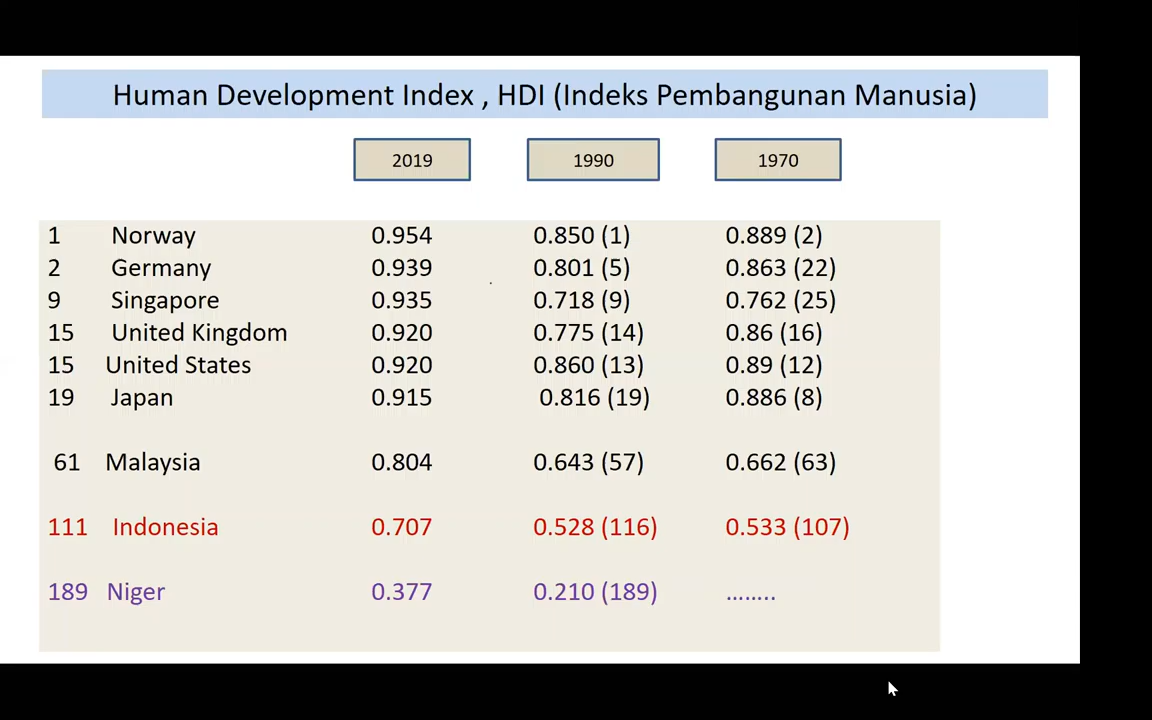 Human Development Index , HDI (Indeks Pembangunan Manusia)
2019 1990 1970
1 Norway 0.954 0.850 (1) 0.889 (2)
2 Germany 0.939 0.801 (5) 0.863 (22)
9 Singapore 0.935 0.718 (9) 0.762 (25)
15 United Kingdom 0.920 0.775 (14) 0.86 (16)
15 United States 0.920 0.860 (13) 0.89 (12)
19 Japan 0.915 0.816 (19) 0.886 (8)
61 Malaysia 0.804 0.643 (57) 0.662 (63)
111 Indonesia 0.707 0.528 (116) 0.533 (107)
189 Niger 0.377 0.210 (189) ........